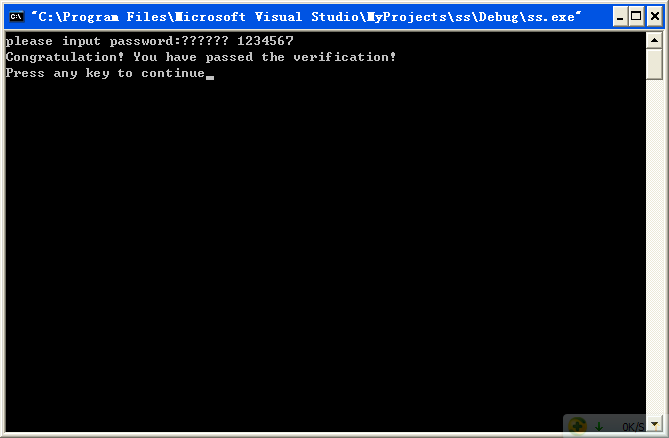 "C:\Program Files\Microsoft Visual Studio\MyProjects\ss\Debug\ss.exe"
please input password:?????? 1234567
Congratulation! You have passed the verification!
Press any key to continue_
0K/S